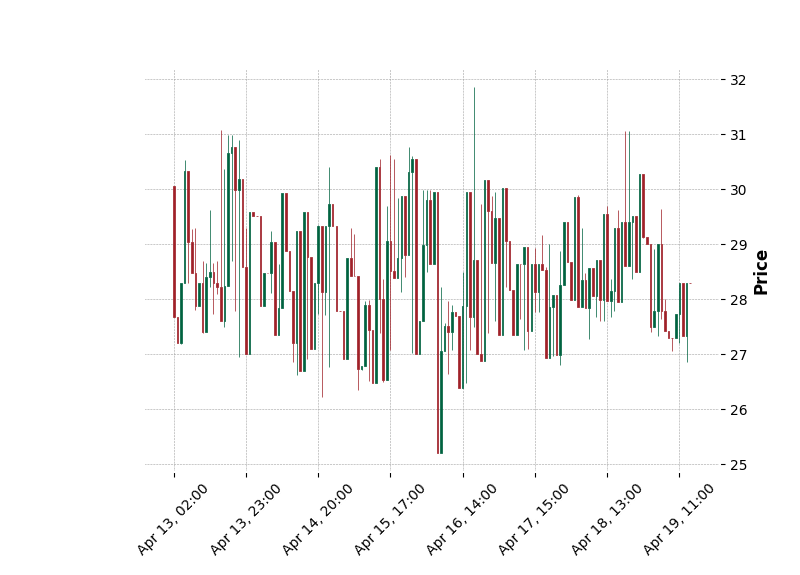 32
31
30
29
28
27
26
25
Price
Apr 13, 02:00
Apr 13, 23:00
Apr 14, 20:00
Apr 15, 17:00
Apr 16, 14:00
Apr 17, 15:00
Apr 18, 13:00
Apr 19, 11:00